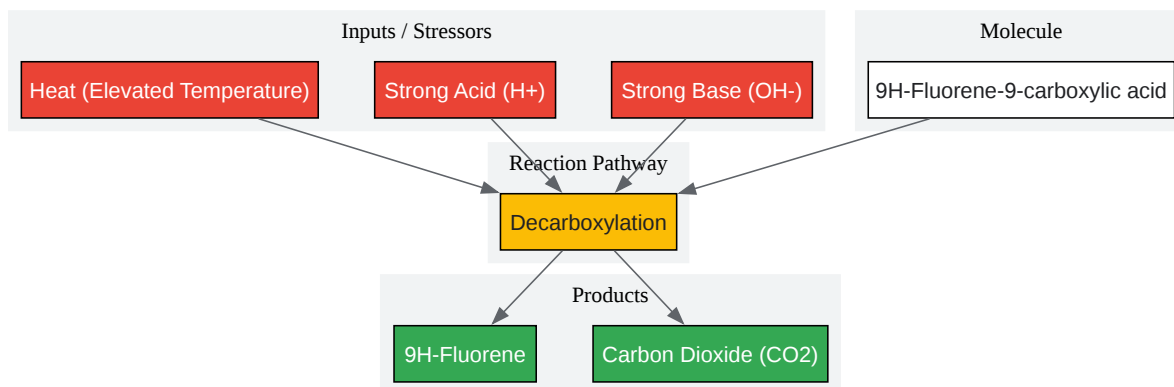 Inputs / Stressors
Molecule
Heat (Elevated Temperature)
Strong Acid (H+)
Strong Base (OH-)
9H-Fluorene-9-carboxylic acid
Reaction Pathway
Decarboxylation
Products
9H-Fluorene
Carbon Dioxide (CO2)